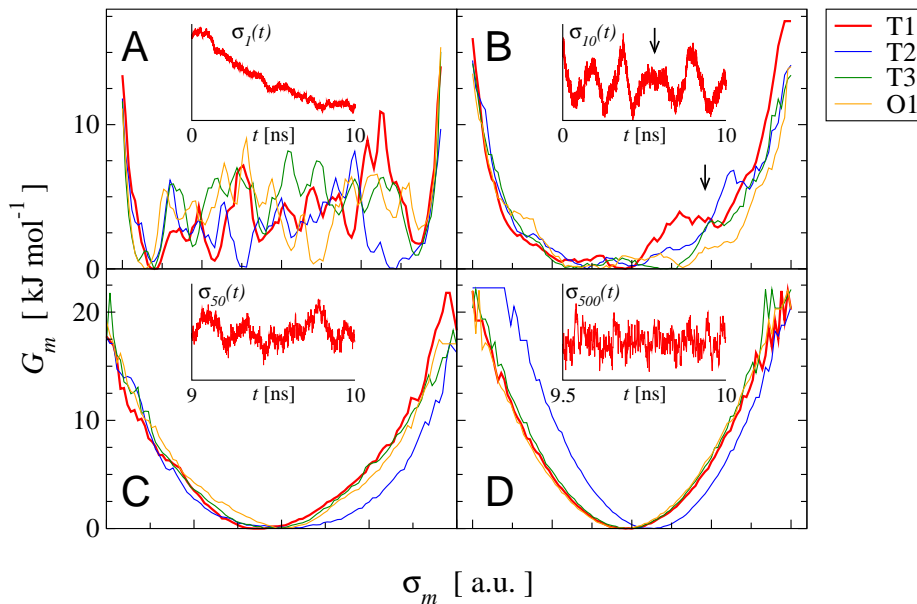 A
σ1(t)
0 10
t [ns]
B
σ10(t)
0 10
t [ns]
T1
T2
T3
O1
10
0
Gm [ kJ mol-1 ]
C
σ50(t)
9 10
t [ns]
D
σ500(t)
9.5 10
t [ns]
20
10
0
σm [ a.u. ]